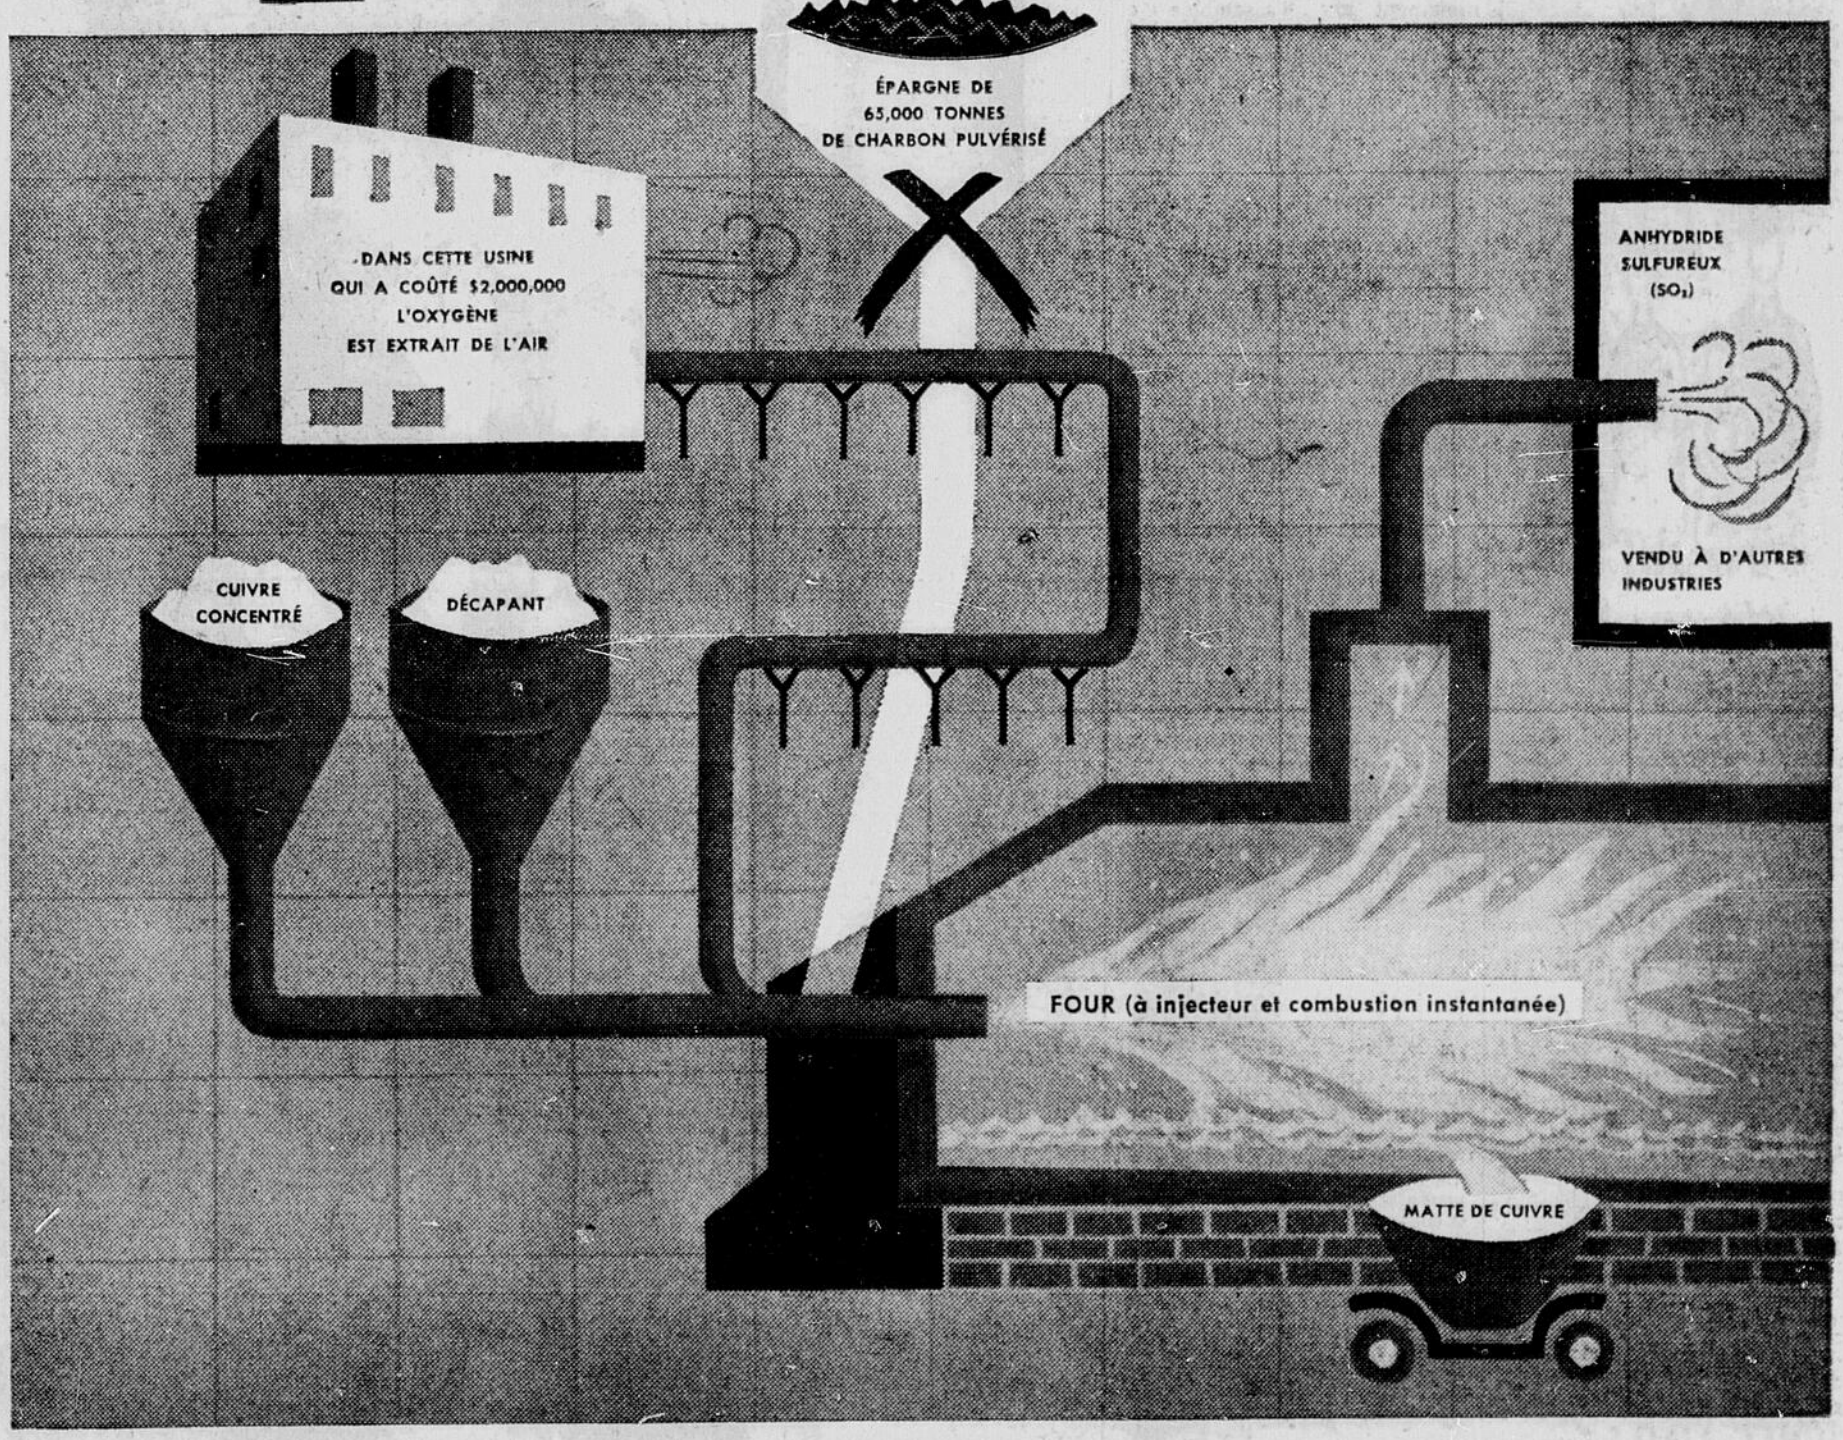 ÉPARGNE DE
65,000 TONNES
DE CHARBON PULVÉRISÉ
DANS CETTE USINE
QUI A COÛTÉ $2,000,000
L'OXYGÈNE
EST EXTRAIT DE L'AIR
ANHYDRIDE
SULFUREUX
(SO₂)
VENDU À D'AUTRES
INDUSTRIES
CUIVRE
CONCENTRÉ
DÉCAPANT
FOUR (à injecteur et combustion instantanée)
MATTE DE CUIVRE